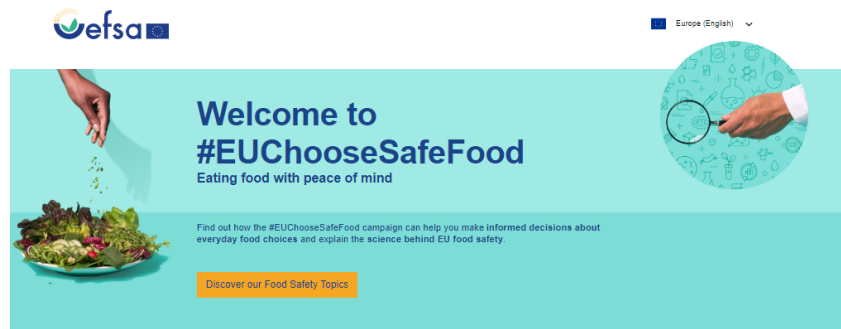 efsa
Europe (English)
Welcome to
#EUChooseSafeFood
Eating food with peace of mind
Find out how the #EUChooseSafeFood campaign can help you make informed decisions about
everyday food choices and explain the science behind EU food safety.
Discover our Food Safety Topics